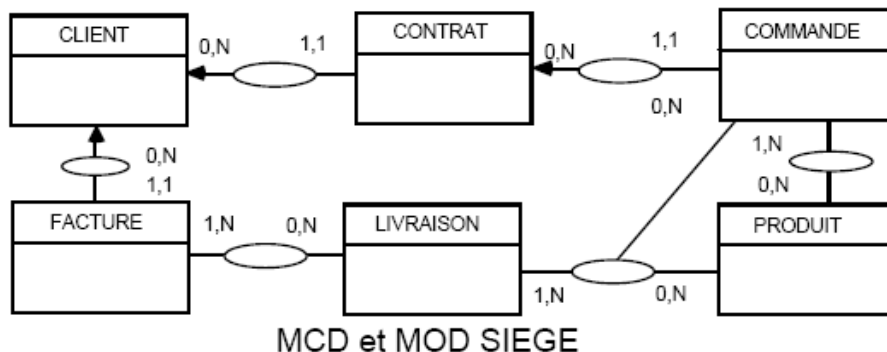 CLIENT
0,N
1,1
CONTRAT
0,N
1,1
COMMANDE
0,N
0,N
1,1
1,N
0,N
FACTURE
1,N
0,N
LIVRAISON
1,N
0,N
PRODUIT
MCD et MOD SIEGE